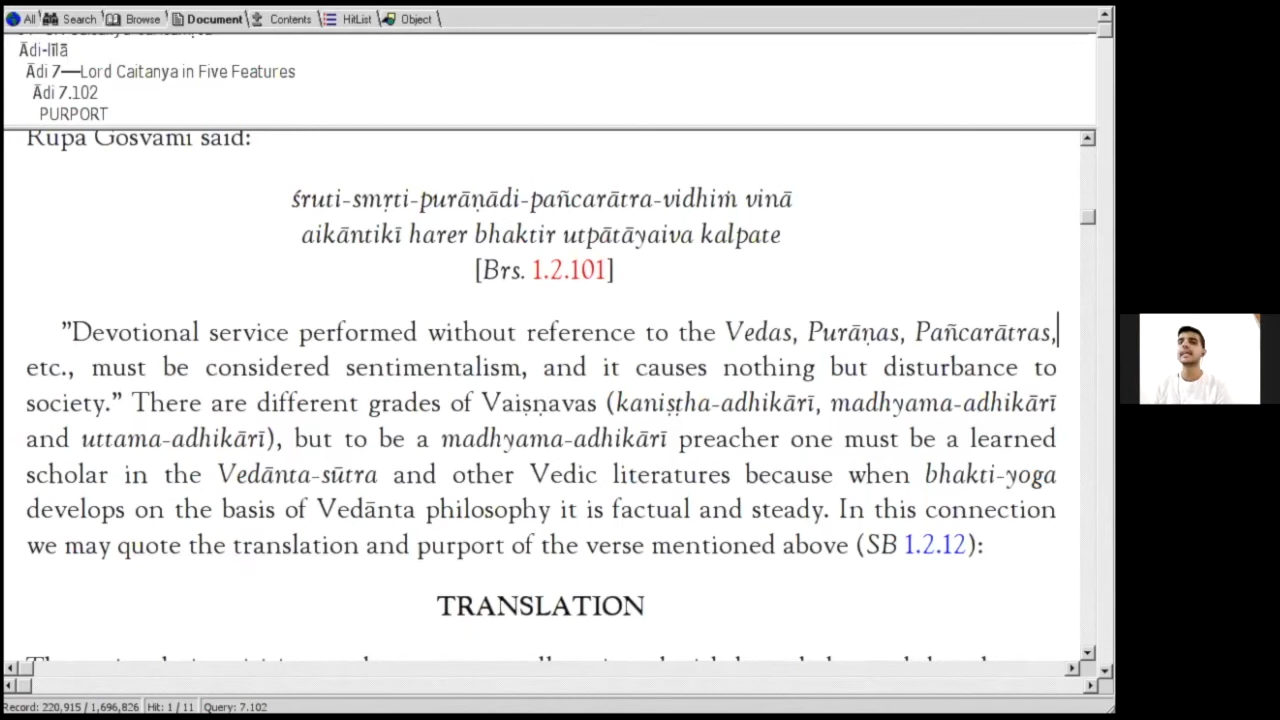 All Search Browse Document Contents HitList Object
Ādi-līlā
Ādi 7—Lord Caitanya in Five Features
Ādi 7.102
PURPORT
Rūpa Gosvāmī said:
śruti-smṛti-purāṇādi-pañcarātra-vidhiṁ vinā
aikāntikī harer bhaktir utpātāyaiva kalpate
[Brs. 1.2.101]
"Devotional service performed without reference to the Vedas, Purāṇas, Pañcarātras,
etc., must be considered sentimentalism, and it causes nothing but disturbance to
society." There are different grades of Vaiṣṇavas (kaniṣṭha-adhikārī, madhyama-adhikārī
and uttama-adhikārī), but to be a madhyama-adhikārī preacher one must be a learned
scholar in the Vedānta-sūtra and other Vedic literatures because when bhakti-yoga
develops on the basis of Vedānta philosophy it is factual and steady. In this connection
we may quote the translation and purport of the verse mentioned above (SB 1.2.12):
TRANSLATION
Record: 220,915 / 1,696,826 Hit: 1 / 11 Query: 7.102